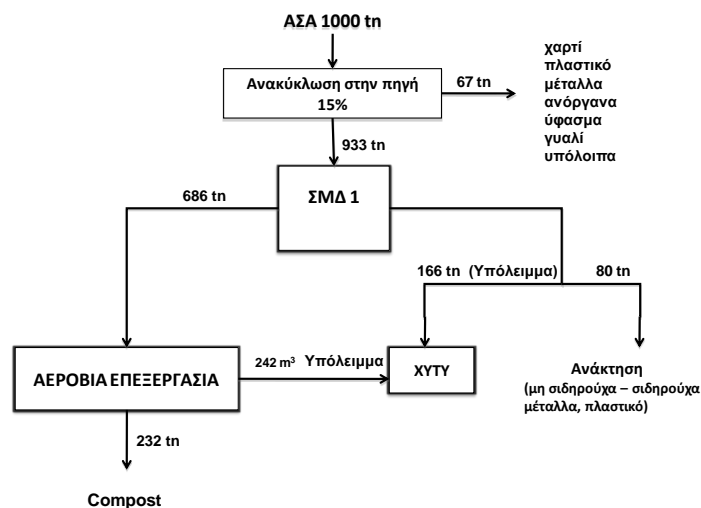 ΑΣΑ 1000 tn
Ανακύκλωση στην πηγή
15%
67 tn
χαρτί
πλαστικό
μέταλλα
ανόργανα
ύφασμα
γυαλί
υπόλοιπα
933 tn
ΣΜΔ 1
686 tn
166 tn (Υπόλειμμα)
80 tn
ΑΕΡΟΒΙΑ ΕΠΕΞΕΡΓΑΣΙΑ
242 m³ Υπόλειμμα
ΧΥΤΥ
Ανάκτηση
(μη σιδηρούχα – σιδηρούχα
μέταλλα, πλαστικό)
232 tn
Compost